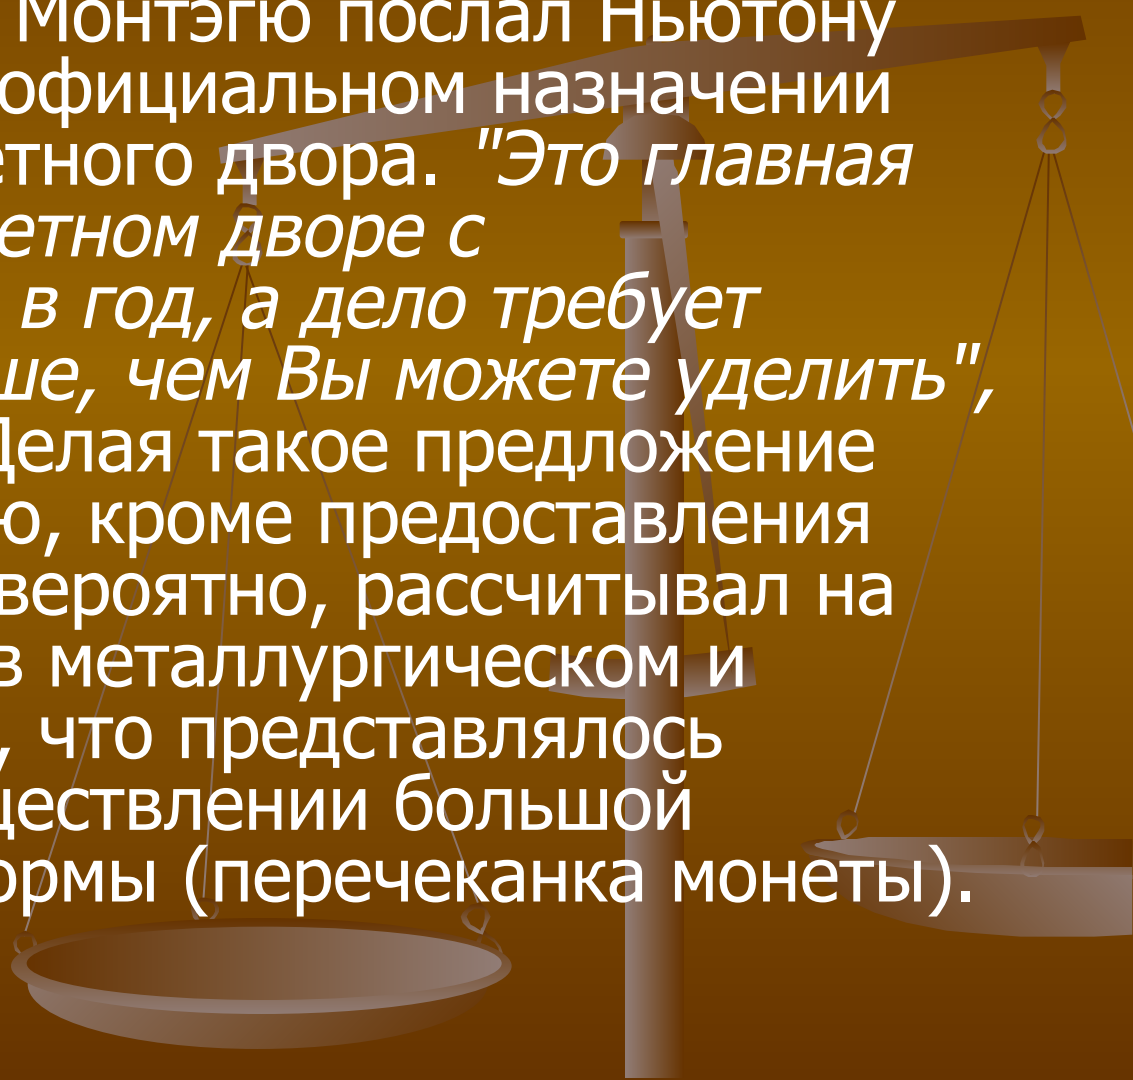 Монтэгю послал Ньютону
официальном назначении
етного двора. "Это главная
етном дворе с
в год, а дело требует
ше, чем Вы можете уделить",
Делая такое предложение
ю, кроме предоставления
вероятно, рассчитывал на
в металлургическом и
, что представлялось
ществлении большой
ормы (перечеканка монеты).